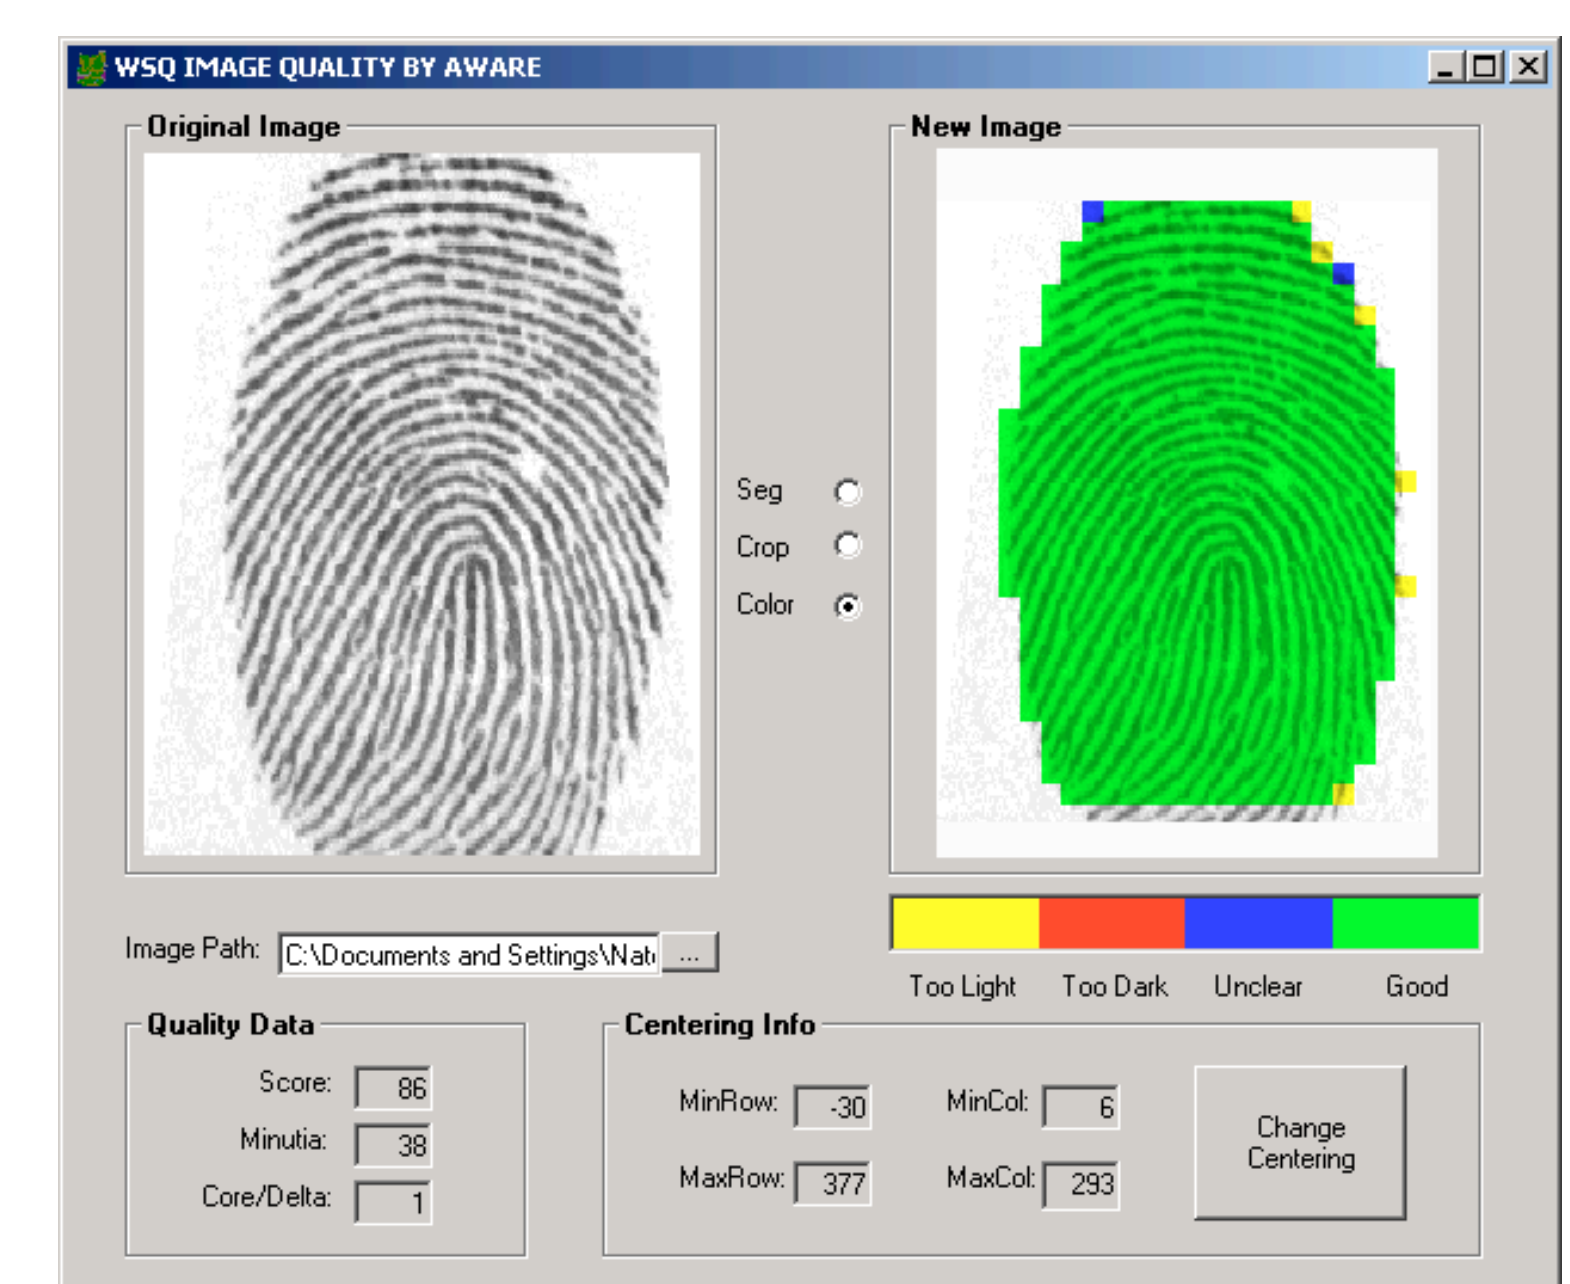 WSQ IMAGE QUALITY BY AWARE
Original Image
New Image
Seg
Crop
Color
Image Path: C:\Documents and Settings\Nat ...
Too Light Too Dark Unclear Good
Quality Data
Score: 86
Minutia: 38
Core/Delta: 1
Centering Info
MinRow: -30 MinCol: 6
MaxRow: 377 MaxCol: 293
Change
Centering